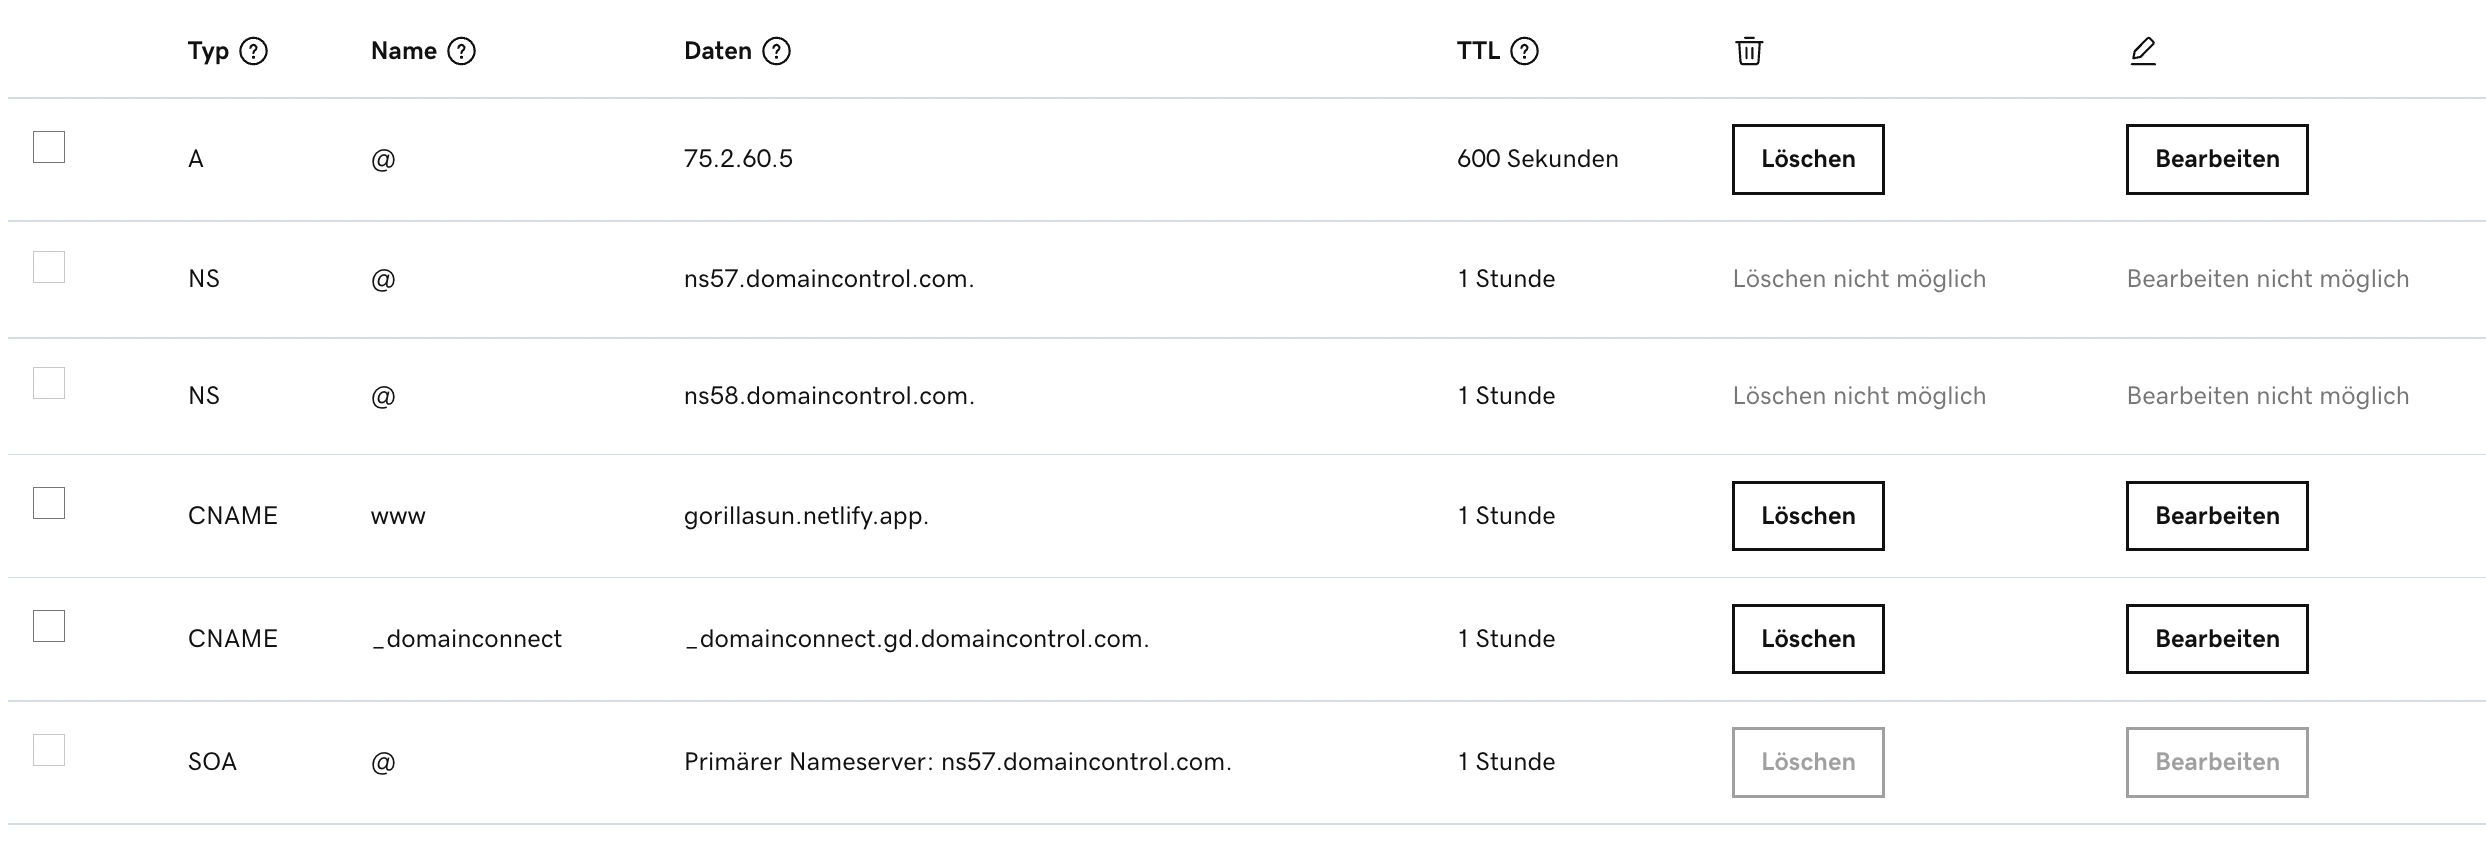 Typ ? Name ? Daten ? TTL ?
A @ 75.2.60.5 600 Sekunden Löschen Bearbeiten
NS @ ns57.domaincontrol.com. 1 Stunde Löschen nicht möglich Bearbeiten nicht möglich
NS @ ns58.domaincontrol.com. 1 Stunde Löschen nicht möglich Bearbeiten nicht möglich
CNAME www gorillasun.netlify.app. 1 Stunde Löschen Bearbeiten
CNAME _domainconnect _domainconnect.gd.domaincontrol.com. 1 Stunde Löschen Bearbeiten
SOA @ Primärer Nameserver: ns57.domaincontrol.com. 1 Stunde Löschen Bearbeiten